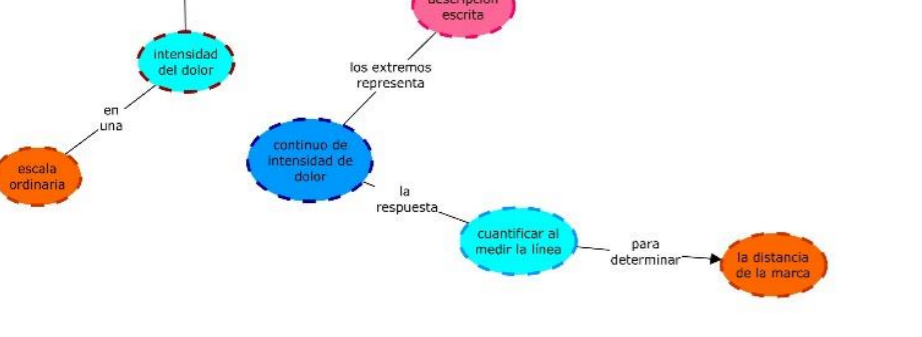 descripción
escrita
intensidad
del dolor
los extremos
representa
en
una
continuo de
intensidad de
dolor
escala
ordinaria
la
respuesta
cuantificar al
medir la línea
para
determinar
la distancia
de la marca